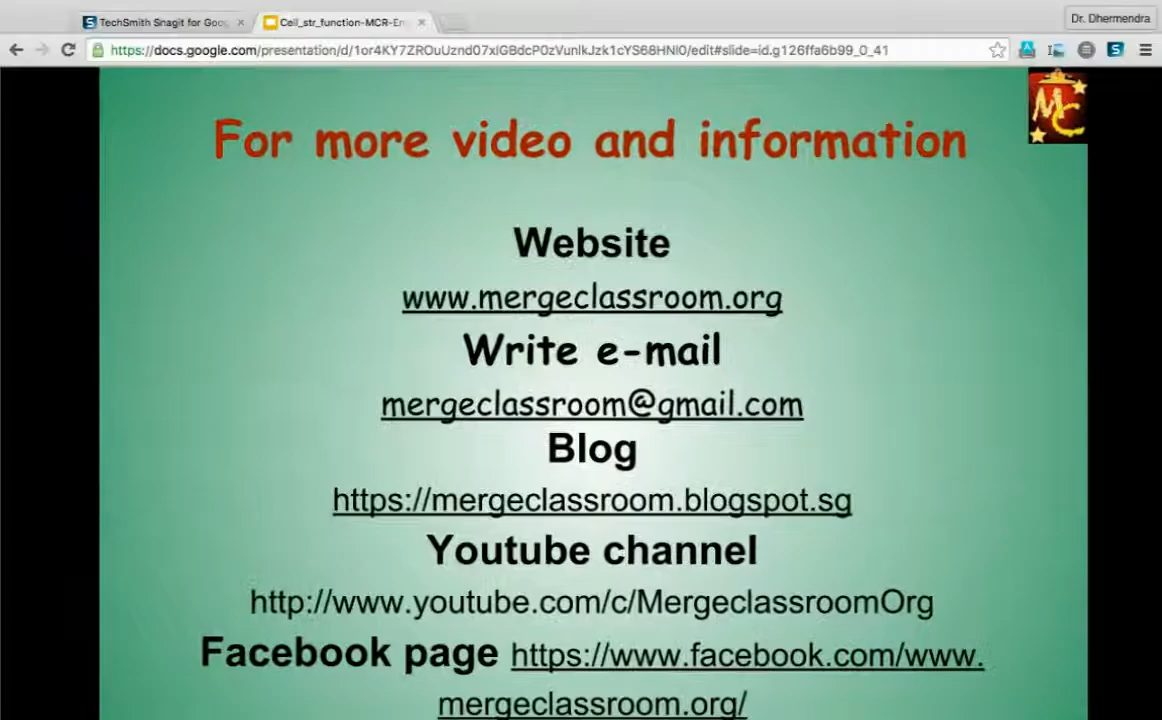 TechSmith Snagit for Goo
Cell_str_function-MCR-En
Dr. Dhermendra
https://docs.google.com/presentation/d/1or4KY7ZROuUznd07xIGBdcP0zVunlkJzk1cYS68HNI0/edit#slide=id.g126ffa6b99_0_41
MC
For more video and information
Website
www.mergeclassroom.org
Write e-mail
mergeclassroom@gmail.com
Blog
https://mergeclassroom.blogspot.sg
Youtube channel
http://www.youtube.com/c/MergeclassroomOrg
Facebook page https://www.facebook.com/www.
mergeclassroom.org/